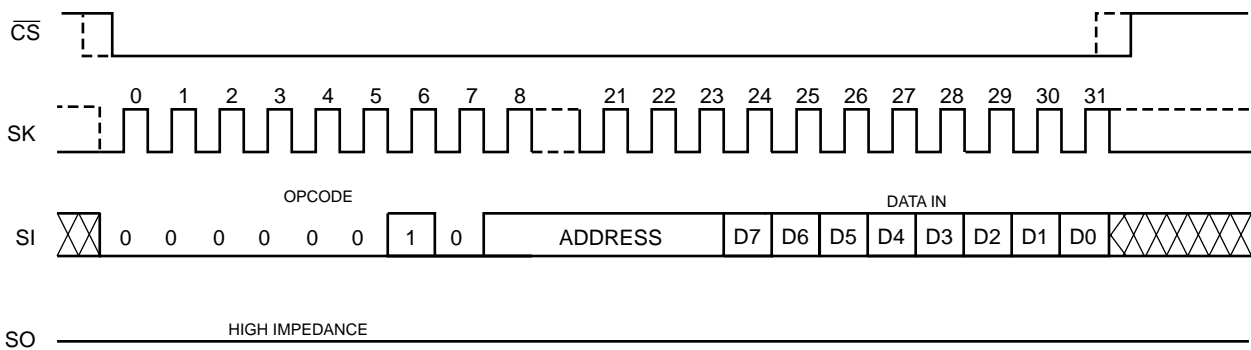 C̅S̅
0 1 2 3 4 5 6 7 8 21 22 23 24 25 26 27 28 29 30 31
SK
OPCODE
DATA IN
SI 0 0 0 0 0 0 1 0 ADDRESS D7 D6 D5 D4 D3 D2 D1 D0
HIGH IMPEDANCE
SO